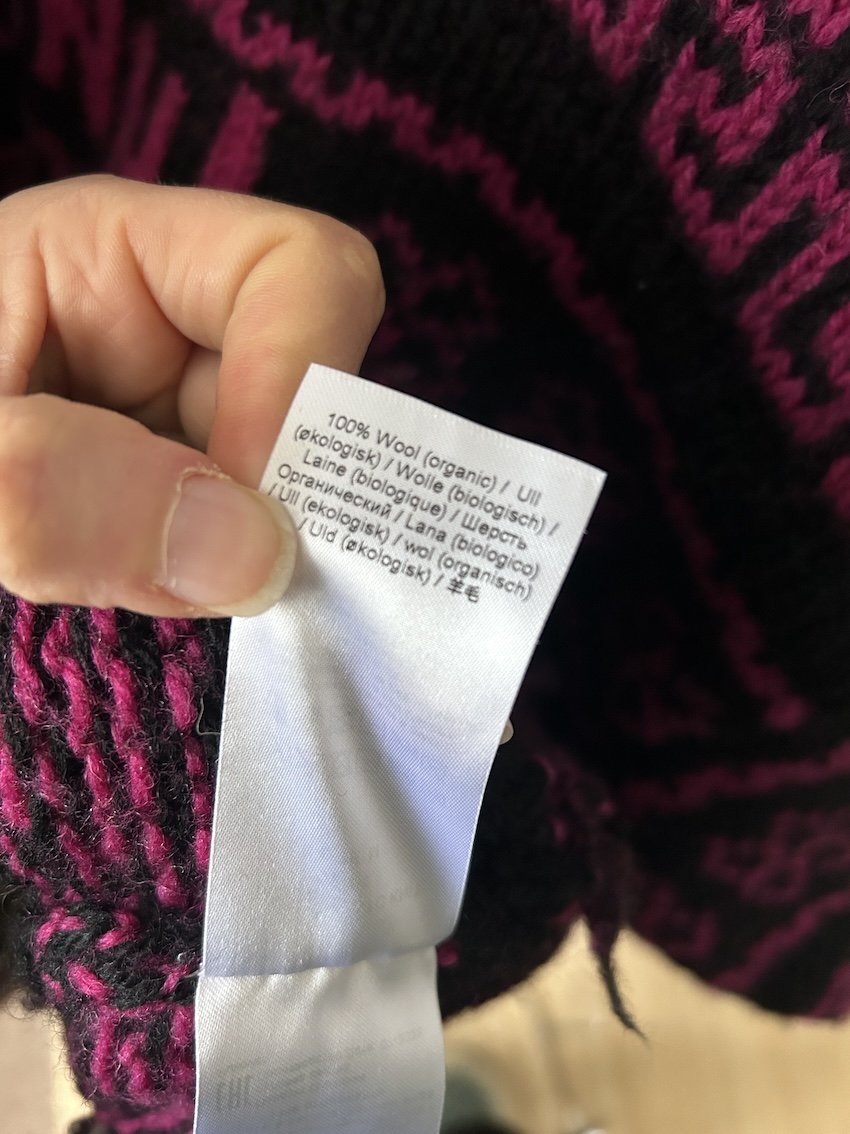 100% Wool (organic) / Ull
(økologisk) / Wolle (biologisch) /
Laine (biologique) / Шерсть
Органический / Lana (biologico)
/ Ull (ekologisk) / wol (organisch)
/ Uld (økologisk) / 羊毛